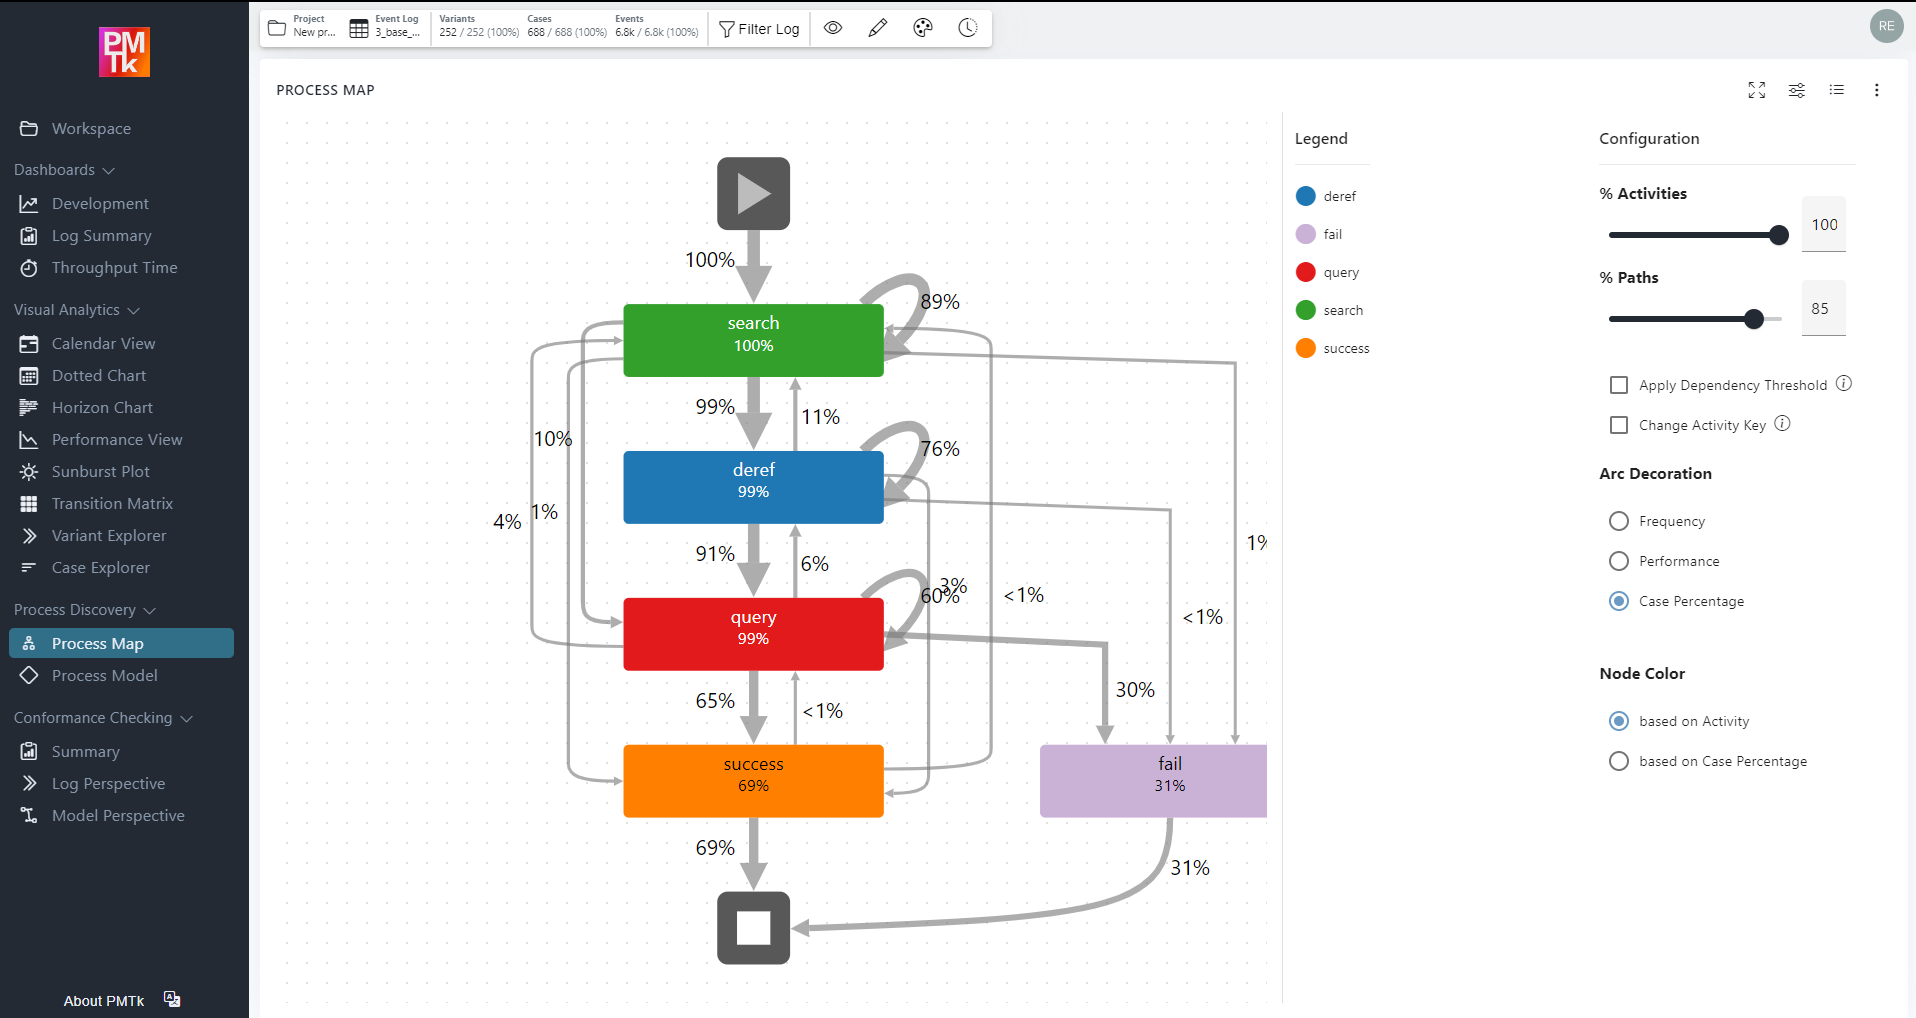 PM
Tk
Workspace
Dashboards
Development
Log Summary
Throughput Time
Visual Analytics
Calendar View
Dotted Chart
Horizon Chart
Performance View
Sunburst Plot
Transition Matrix
Variant Explorer
Case Explorer
Process Discovery
Process Map
Process Model
Conformance Checking
Summary
Log Perspective
Model Perspective
About PMTk
Project
New pr...
Event Log
3_base_...
Variants
252 / 252 (100%)
Cases
688 / 688 (100%)
Events
6.8k / 6.8k (100%)
Filter Log
RE
PROCESS MAP
100%
search
100%
89%
99%
11%
10%
deref
99%
76%
4%
1%
91%
6%
query
99%
60%
3%
<1%
1%
<1%
65%
<1%
30%
success
69%
fail
31%
69%
31%
Legend
deref
fail
query
search
success
Configuration
% Activities
100
% Paths
85
Apply Dependency Threshold
Change Activity Key
Arc Decoration
Frequency
Performance
Case Percentage
Node Color
based on Activity
based on Case Percentage